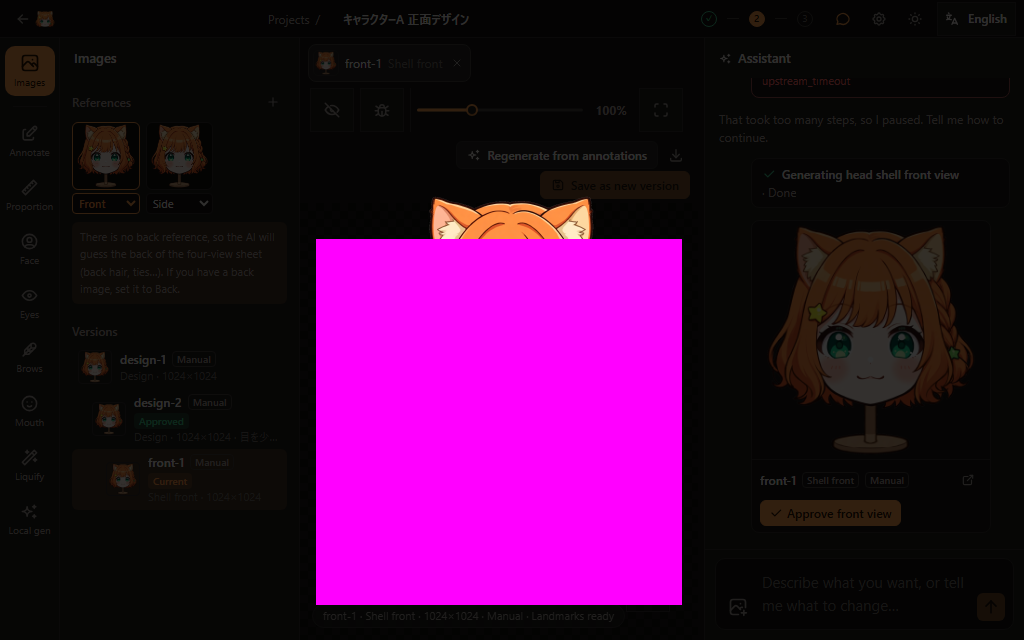 Projects /
キャラクターA 正面デザイン
2
3
English
Images
Annotate
Proportion
Face
Eyes
Brows
Mouth
Liquify
Local gen
Images
References
Front
Side
There is no back reference, so the AI will
guess the back of the four-view sheet
(back hair, ties...). If you have a back
image, set it to Back.
Versions
design-1 Manual
Design · 1024×1024
design-2 Manual
Approved
front-1 Manual
Current
Shell front · 1024×1024
front-1 Shell front ×
100%
Regenerate from annotations
Save as new version
front-1 · Shell front · 1024×1024 · Manual · Landmarks ready
Assistant
upstream_timeout
That took too many steps, so I paused. Tell me how to
continue.
Generating head shell front view
· Done
front-1 Shell front Manual
Approve front view
Describe what you want, or tell
me what to change...